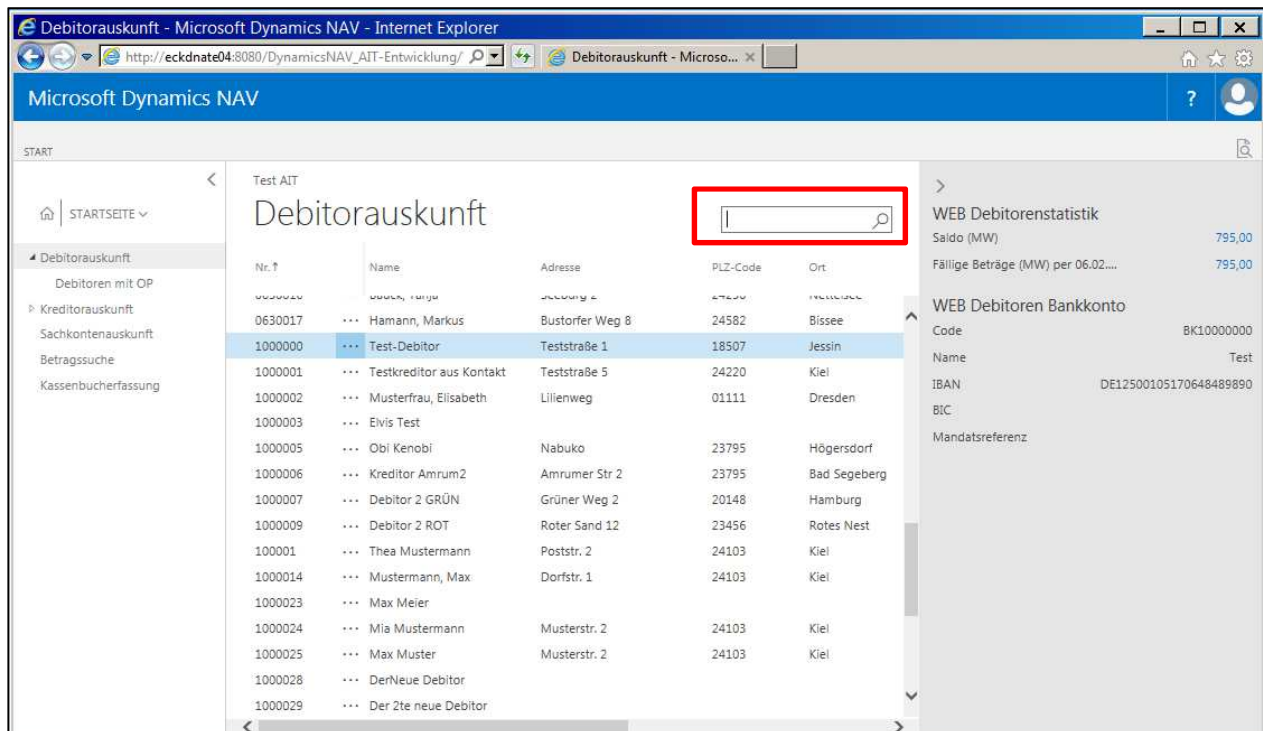 Debitorauskunft - Microsoft Dynamics NAV - Internet Explorer
http://eckdnate04:8080/DynamicsNAV_AIT-Entwicklung/ Debitorauskunft - Microso...
Microsoft Dynamics NAV ?
START
Test AIT
Debitorauskunft
STARTSEITE
Debitorauskunft
Debitoren mit OP
Kreditorauskunft
Sachkontenauskunft
Betragssuche
Kassenbucherfassung
Nr. Name Adresse PLZ-Code Ort
0630017 ... Hamann, Markus Bustorfer Weg 8 24582 Bissee
1000000 ... Test-Debitor Teststraße 1 18507 Jessin
1000001 ... Testkreditor aus Kontakt Teststraße 5 24220 Kiel
1000002 ... Musterfrau, Elisabeth Lilienweg 01111 Dresden
1000003 ... Elvis Test
1000005 ... Obi Kenobi Nabuko 23795 Högersdorf
1000006 ... Kreditor Amrum2 Amrumer Str 2 23795 Bad Segeberg
1000007 ... Debitor 2 GRÜN Grüner Weg 2 20148 Hamburg
1000009 ... Debitor 2 ROT Roter Sand 12 23456 Rotes Nest
100001 ... Thea Mustermann Poststr. 2 24103 Kiel
1000014 ... Mustermann, Max Dorfstr. 1 24103 Kiel
1000023 ... Max Meier
1000024 ... Mia Mustermann Musterstr. 2 24103 Kiel
1000025 ... Max Muster Musterstr. 2 24103 Kiel
1000028 ... DerNeue Debitor
1000029 ... Der 2te neue Debitor
WEB Debitorenstatistik
Saldo (MW) 795,00
Fällige Beträge (MW) per 06.02.... 795,00
WEB Debitoren Bankkonto
Code BK10000000
Name Test
IBAN DE12500105170648489890
BIC
Mandatsreferenz